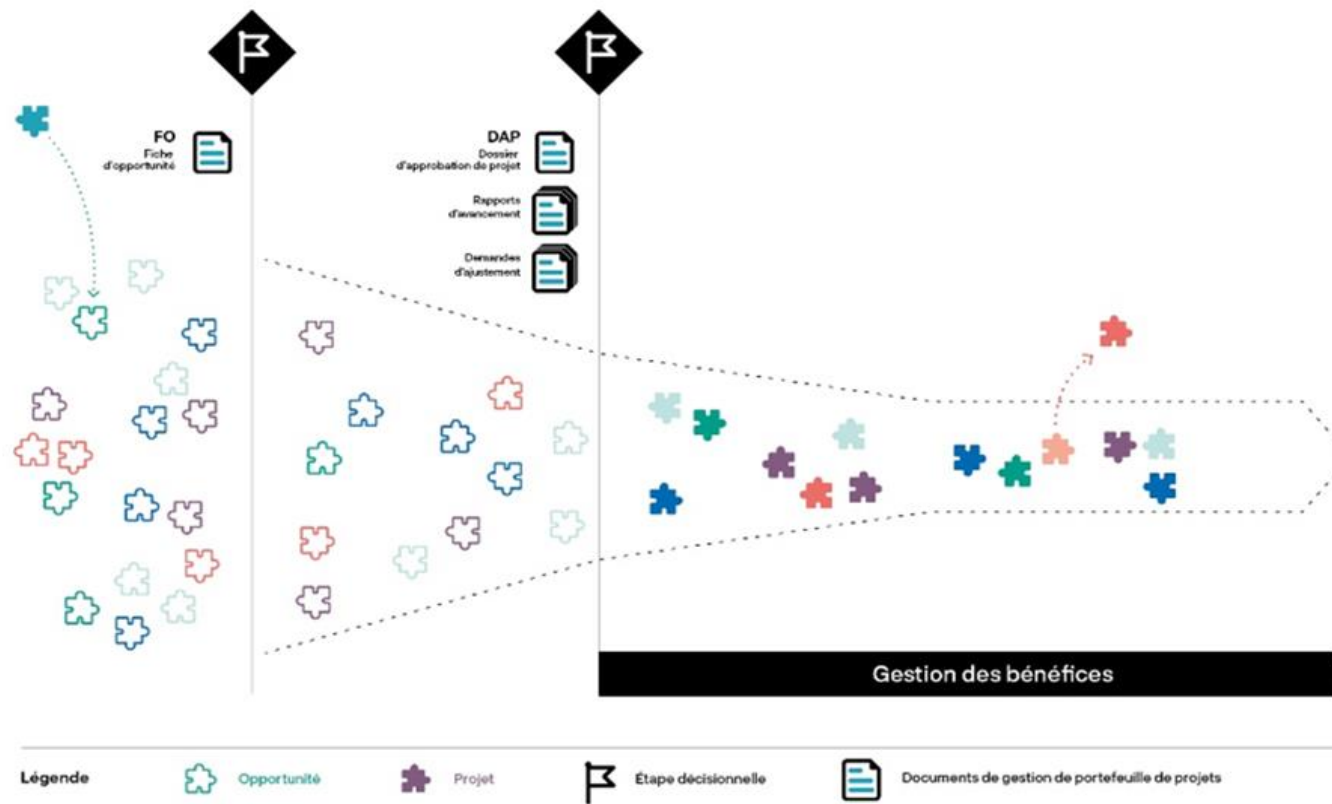 FO
Fiche
d'opportunité
DAP
Dossier
d'approbation de projet
Rapports
d'avancement
Demandes
d'ajustement
Gestion des bénéfices
Légende
Opportunité
Projet
Étape décisionnelle
Documents de gestion de portefeuille de projets